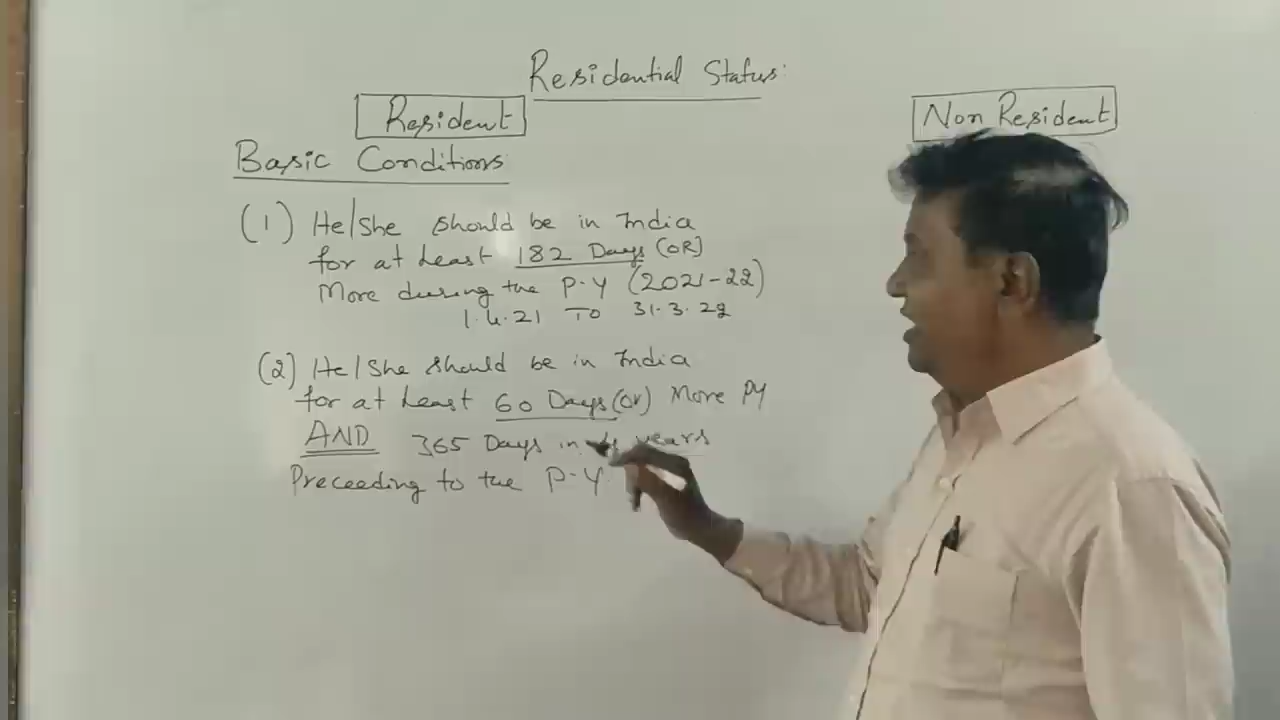 Residential Status:
Resident
Non Resident
Basic Conditions
(1) He/She should be in India
for at Least 182 Days (OR)
More during the P-Y (2021-22)
1.4.21 TO 31.3.22
(2) He/She should be in India
for at Least 60 Days (or) More PY
AND 365 Days in years
Preceeding to the P-Y.